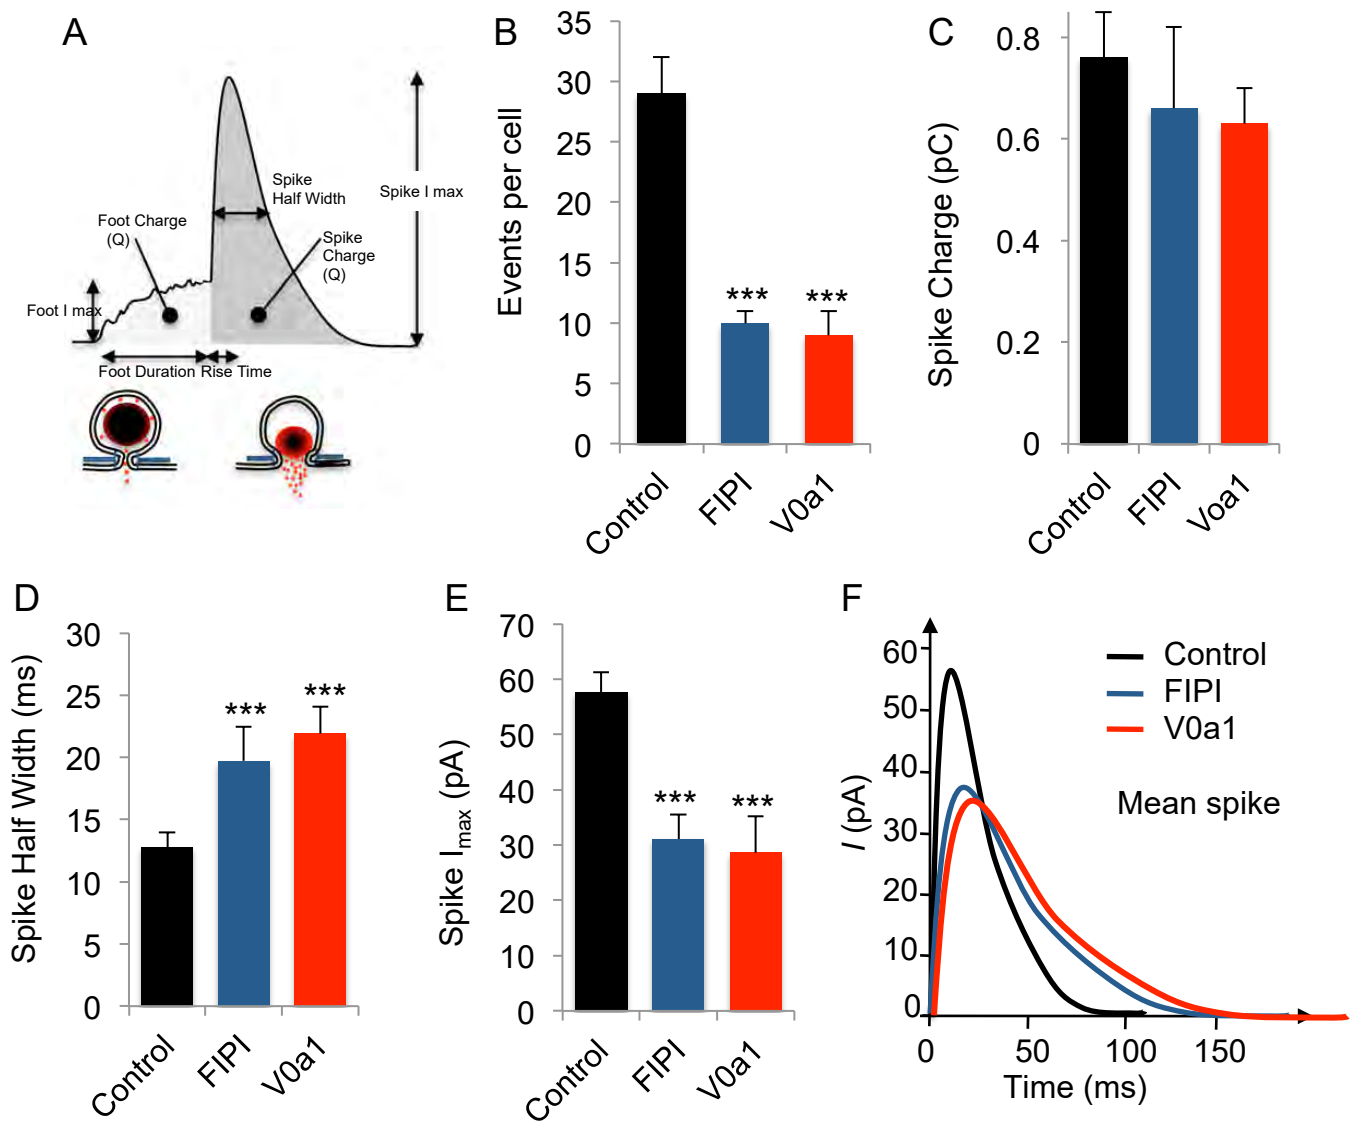 A
Spike
Half Width
Spike I max
Foot Charge
(Q)
Spike
Charge
(Q)
Foot I max
Foot Duration Rise Time
B
Events per cell
35
30
25
20
15
10
5
0
***
***
Control
FIPI
V0a1
C
Spike Charge (pC)
0.8
0.6
0.4
0.2
0
Control
FIPI
Voa1
D
Spike Half Width (ms)
30
25
20
15
10
5
0
***
***
Control
FIPI
V0a1
E
Spike Imax (pA)
70
60
50
40
30
20
10
0
***
***
Control
FIPI
V0a1
F
I (pA)
60
50
40
30
20
10
0
Control
FIPI
V0a1
Mean spike
0
50
100
150
Time (ms)